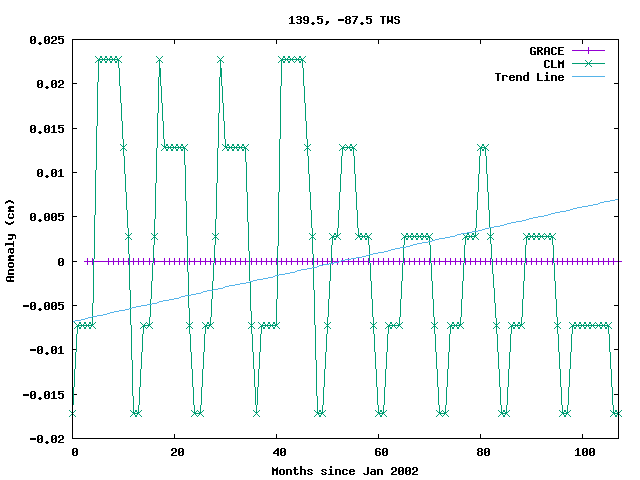 139.5, -87.5 TWS
GRACE
CLM
Trend Line
0.025
0.02
0.015
0.01
0.005
0
-0.005
-0.01
-0.015
-0.02
Anomaly (cm)
0 20 40 60 80 100
Months since Jan 2002